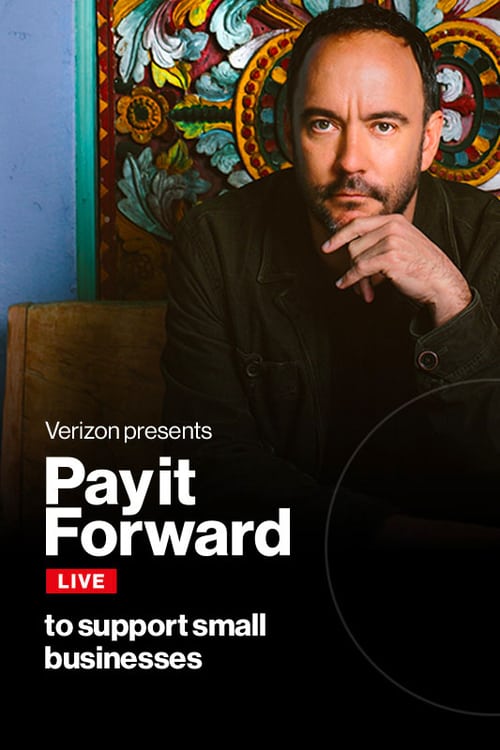 Verizon presents
Pay it
Forward
LIVE
to support small
businesses